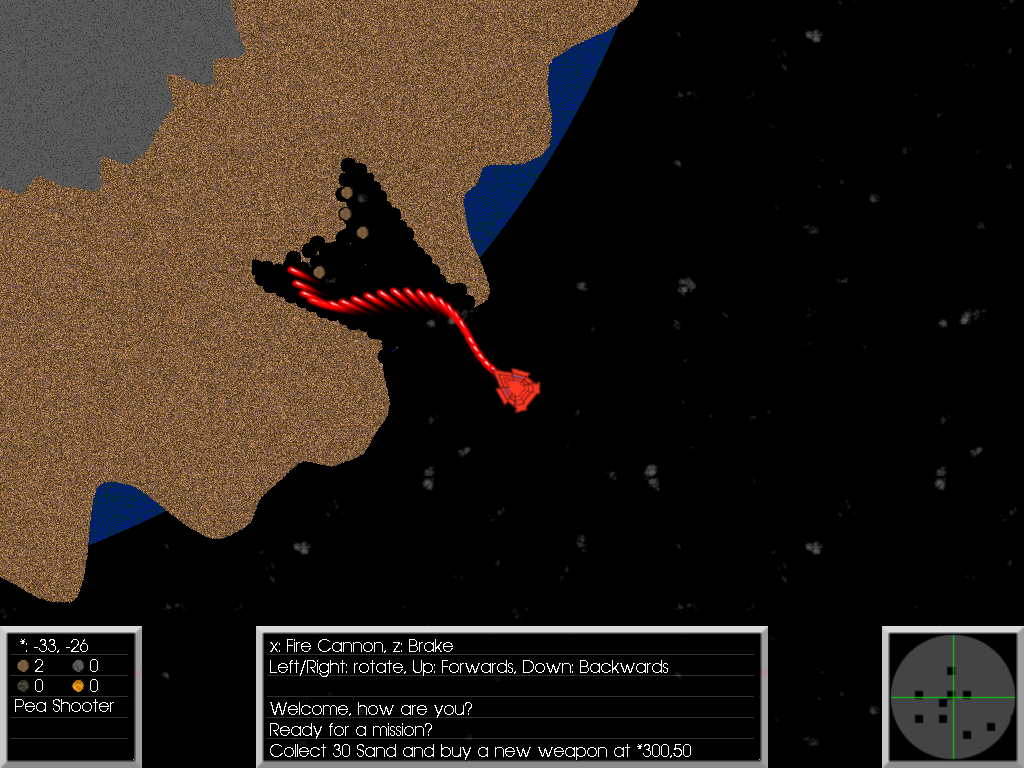 *: -33, -26
2 0
0 0
Pea Shooter
x: Fire Cannon, z: Brake
Left/Right: rotate, Up: Forwards, Down: Backwards
Welcome, how are you?
Ready for a mission?
Collect 30 Sand and buy a new weapon at *300,50